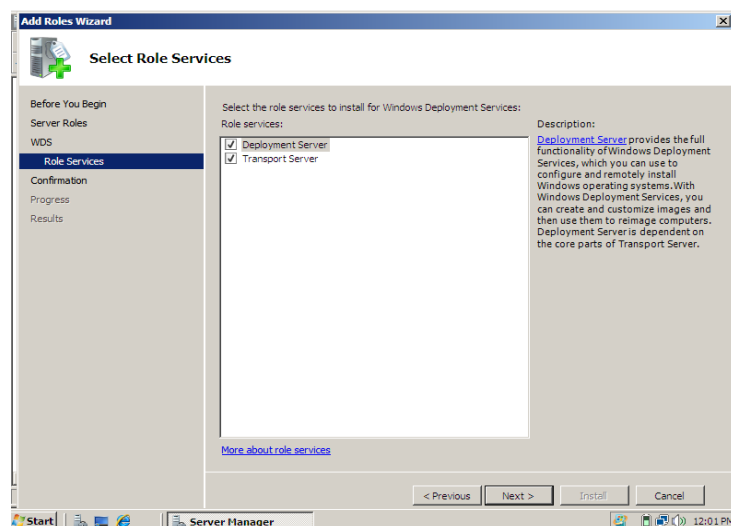 Add Roles Wizard
Select Role Services
Before You Begin
Server Roles
WDS
Role Services
Confirmation
Progress
Results
Select the role services to install for Windows Deployment Services:
Role services:
Deployment Server
Transport Server
More about role services
Description:
Deployment Server provides the full
functionality of Windows Deployment
Services, which you can use to
configure and remotely install
Windows operating systems. With
Windows Deployment Services, you
can create and customize images and
then use them to reimage computers.
Deployment Server is dependent on
the core parts of Transport Server.
< Previous
Next >
Install
Cancel
Start
Server Manager
12:01 PM